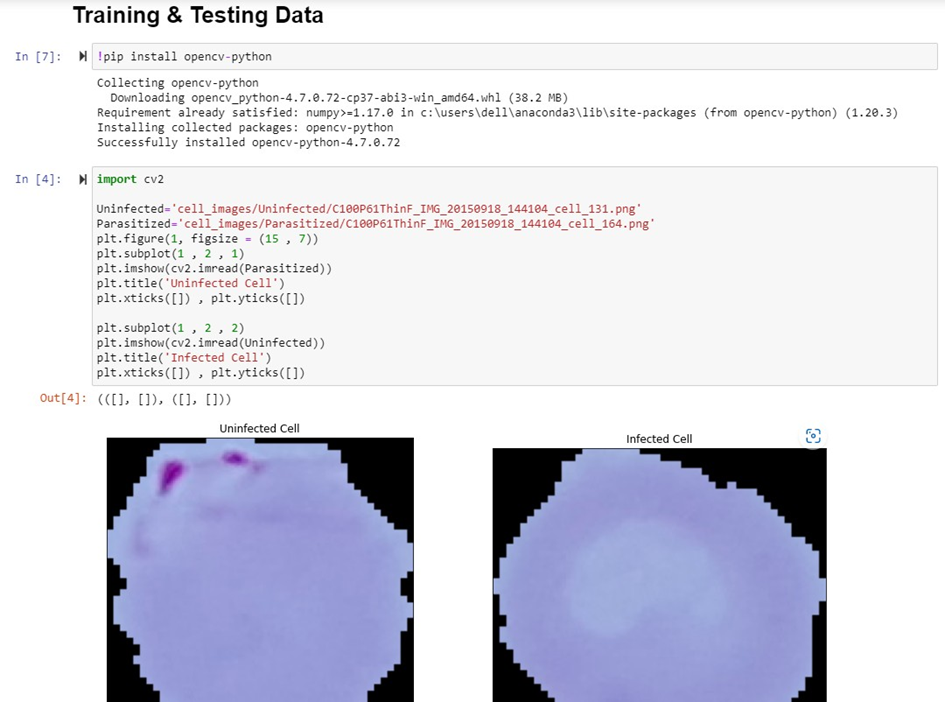 Training & Testing Data
In [7]: !pip install opencv-python
Collecting opencv-python
  Downloading opencv_python-4.7.0.72-cp37-abi3-win_amd64.whl (38.2 MB)
Requirement already satisfied: numpy>=1.17.0 in c:\users\dell\anaconda3\lib\site-packages (from opencv-python) (1.20.3)
Installing collected packages: opencv-python
Successfully installed opencv-python-4.7.0.72
In [4]: import cv2
Uninfected='cell_images/Uninfected/C100P61ThinF_IMG_20150918_144104_cell_131.png'
Parasitized='cell_images/Parasitized/C100P61ThinF_IMG_20150918_144104_cell_164.png'
plt.figure(1, figsize = (15 , 7))
plt.subplot(1 , 2 , 1)
plt.imshow(cv2.imread(Parasitized))
plt.title('Uninfected Cell')
plt.xticks([]) , plt.yticks([])
plt.subplot(1 , 2 , 2)
plt.imshow(cv2.imread(Uninfected))
plt.title('Infected Cell')
plt.xticks([]) , plt.yticks([])
Out[4]: (([], []), ([], []))
Uninfected Cell
Infected Cell